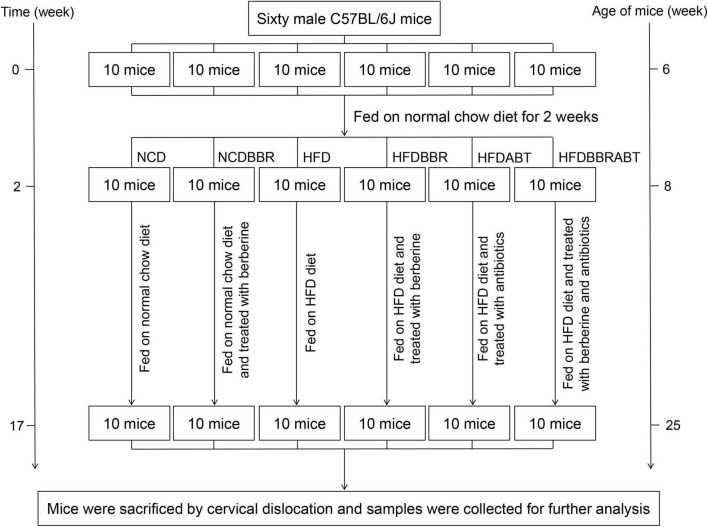 Time (week)
Sixty male C57BL/6J mice
Age of mice (week)
0
10 mice
10 mice
10 mice
10 mice
10 mice
10 mice
6
Fed on normal chow diet for 2 weeks
NCD
NCDBBR
HFD
HFDBBR
HFDABT
HFDBBRABT
2
10 mice
10 mice
10 mice
10 mice
10 mice
10 mice
8
Fed on normal chow diet
Fed on normal chow diet
and treated with berberine
Fed on HFD diet
Fed on HFD diet and
treated with berberine
Fed on HFD diet and
treated with antibiotics
Fed on HFD diet and treated
with berberine and antibiotics
17
10 mice
10 mice
10 mice
10 mice
10 mice
10 mice
25
Mice were sacrificed by cervical dislocation and samples were collected for further analysis